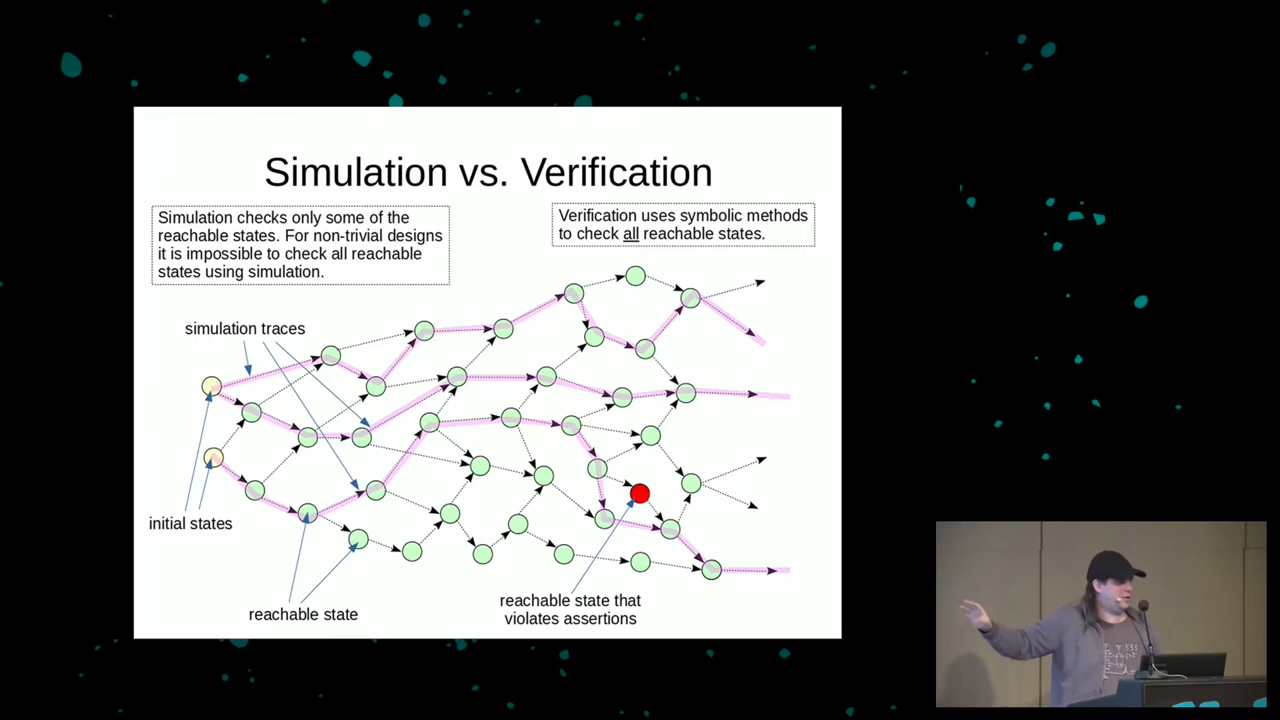 Simulation vs. Verification
Simulation checks only some of the
reachable states. For non-trivial designs
it is impossible to check all reachable
states using simulation.
Verification uses symbolic methods
to check all reachable states.
simulation traces
initial states
reachable state
reachable state that
violates assertions